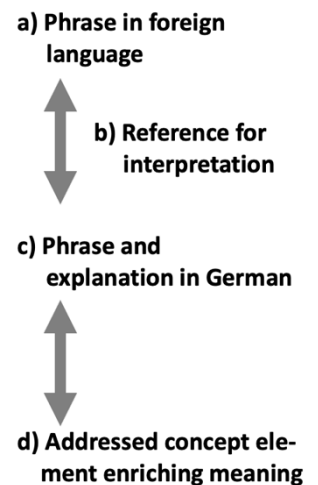 a) Phrase in foreign
language
b) Reference for
interpretation
c) Phrase and
explanation in German
d) Addressed concept ele-
ment enriching meaning